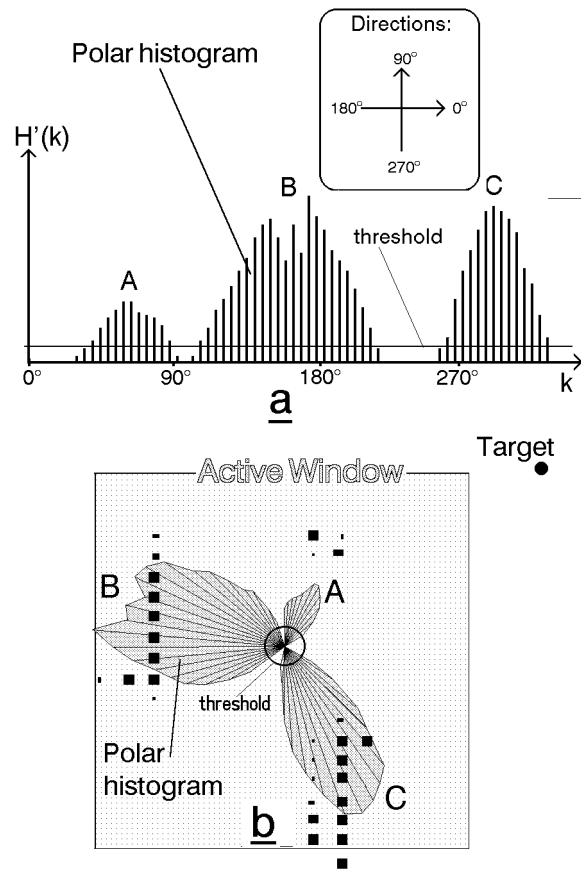 Directions:
90°
180°
0°
270°
Polar histogram
H'(k)
B
C
threshold
A
0°
90°
180°
270°
k
a
Target
Active Window
B
A
threshold
Polar
histogram
C
b